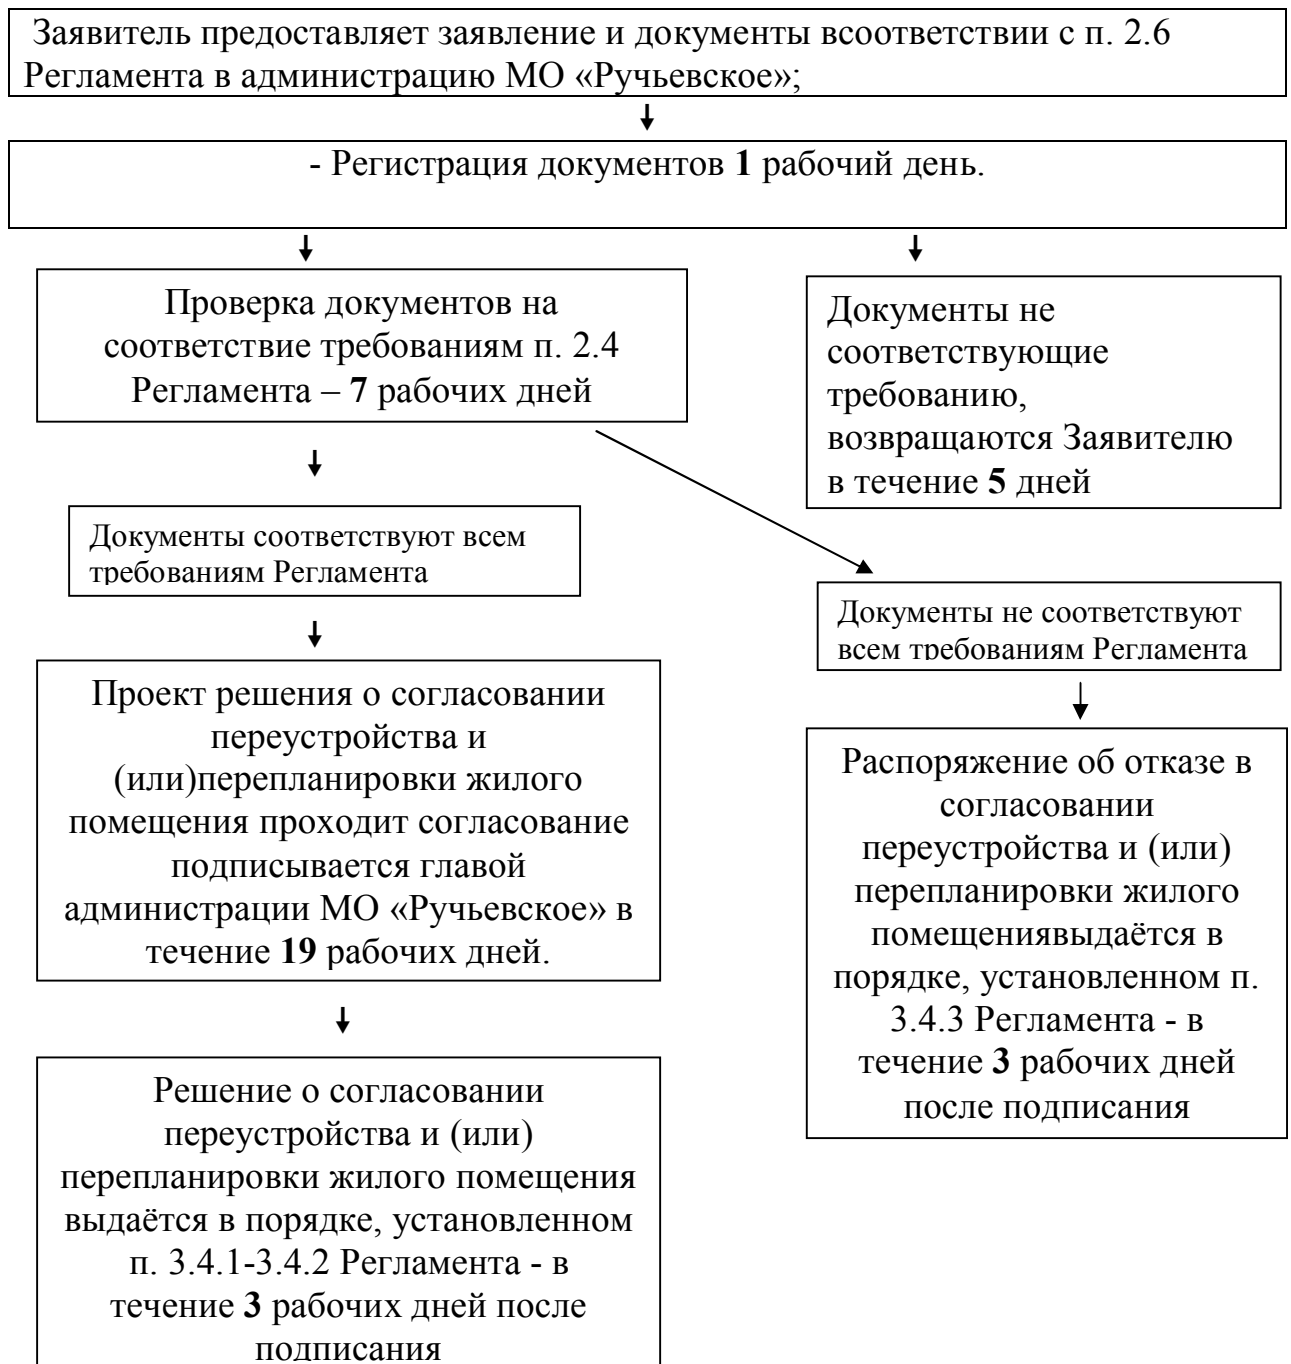 Заявитель предоставляет заявление и документы всоответствии с п. 2.6
Регламента в администрацию МО «Ручьевское»;
- Регистрация документов 1 рабочий день.
Проверка документов на
соответствие требованиям п. 2.4
Регламента – 7 рабочих дней
Документы не
соответствующие
требованию,
возвращаются Заявителю
в течение 5 дней
Документы соответствуют всем
требованиям Регламента
Документы не соответствуют
всем требованиям Регламента
Проект решения о согласовании
переустройства и
(или)перепланировки жилого
помещения проходит согласование
подписывается главой
администрации МО «Ручьевское» в
течение 19 рабочих дней.
Распоряжение об отказе в
согласовании
переустройства и (или)
перепланировки жилого
помещениявыдаётся в
порядке, установленном п.
3.4.3 Регламента - в
течение 3 рабочих дней
после подписания
Решение о согласовании
переустройства и (или)
перепланировки жилого помещения
выдаётся в порядке, установленном
п. 3.4.1-3.4.2 Регламента - в
течение 3 рабочих дней после
подписания